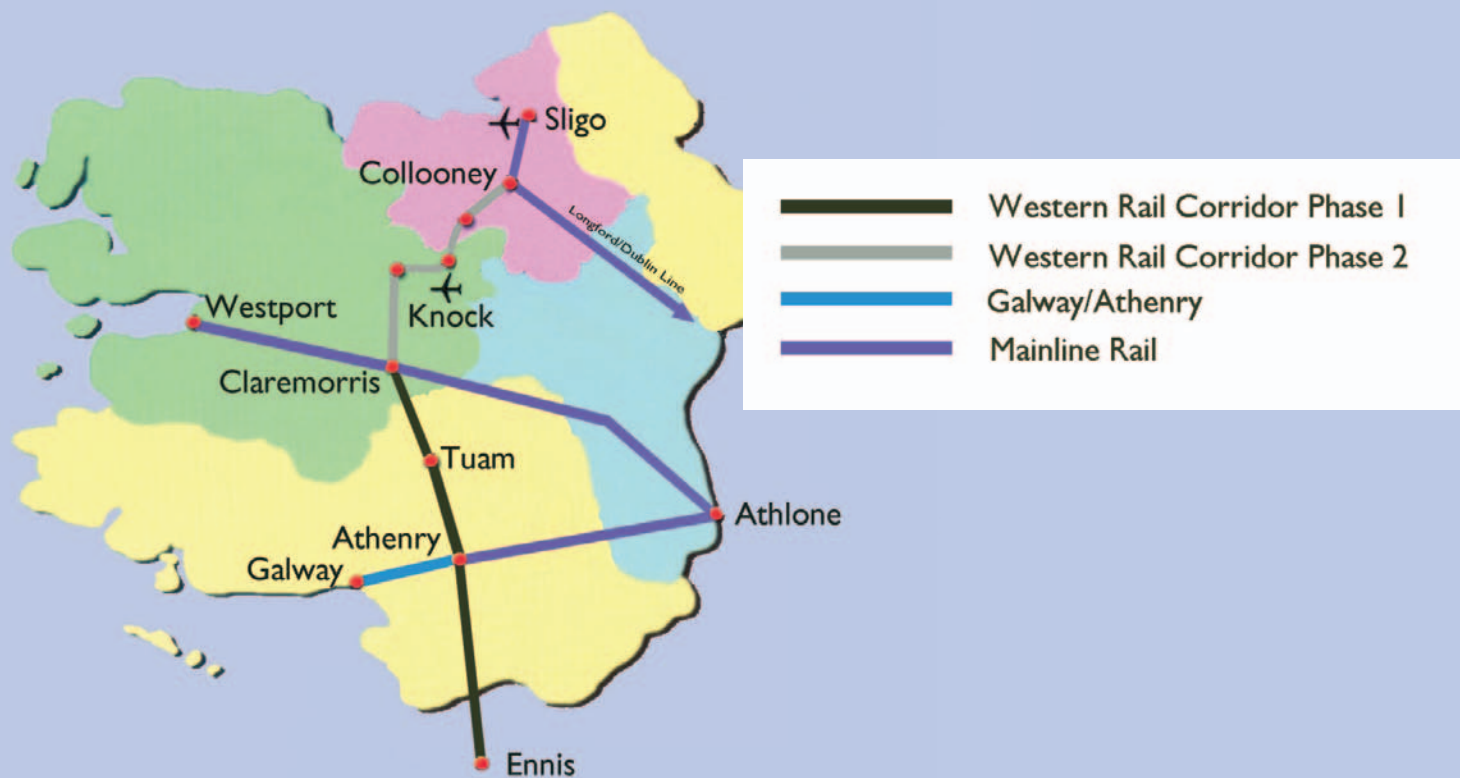 Sligo
Collooney
Longford/Dublin Line
Westport
Knock
Claremorris
Tuam
Athlone
Athenry
Galway
Ennis
Western Rail Corridor Phase 1
Western Rail Corridor Phase 2
Galway/Athenry
Mainline Rail